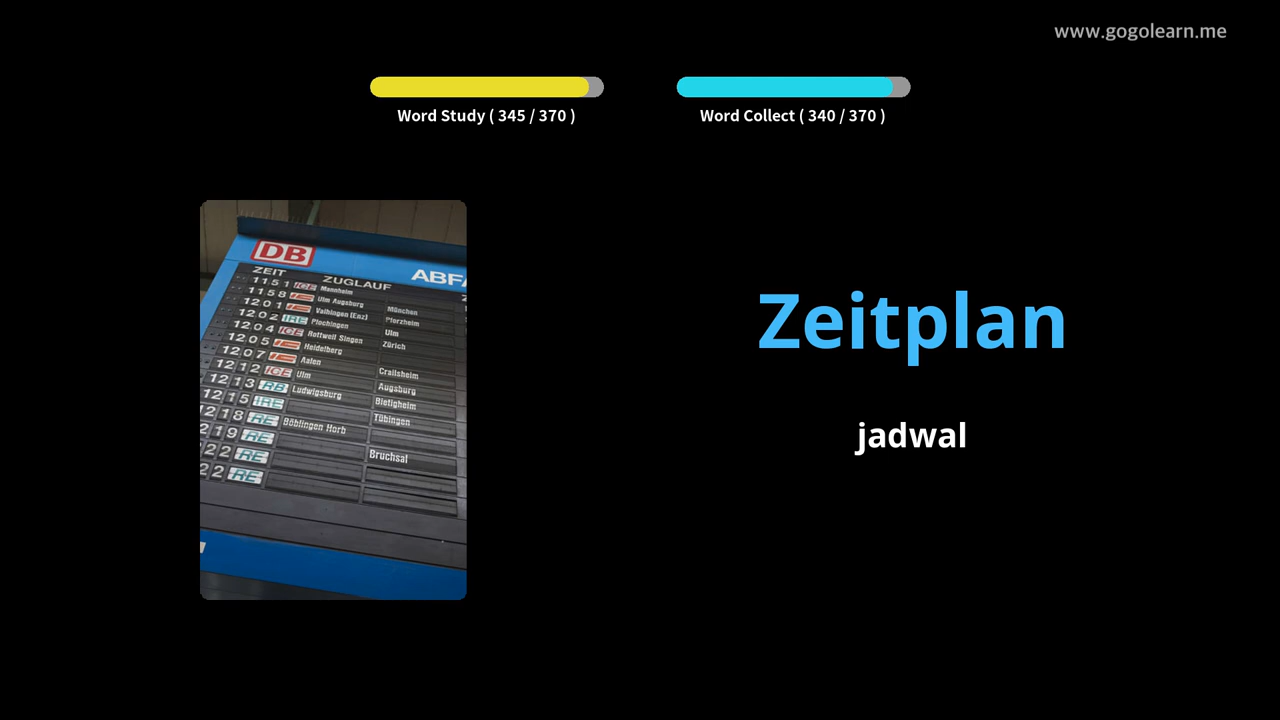 www.gogolearn.me
Word Study ( 345 / 370 )
Word Collect ( 340 / 370 )
DB
ABFA
ZEIT ZUGLAUF
1151 ICE Mannheim
1158 Ulm Augsburg München
1201 Vaihingen (Enz) Pforzheim
1202 IRE Plochingen Ulm
1204 ICE Rottweil Singen Zürich
1205 Heidelberg
1207 Aalen Crailsheim
1212 ICE Ulm Augsburg
1213 RB Ludwigsburg Bietigheim
1215 IRE Tübingen
1218 RE Böblingen Horb
219 RE Bruchsal
22 RE
22 RE
Zeitplan
jadwal